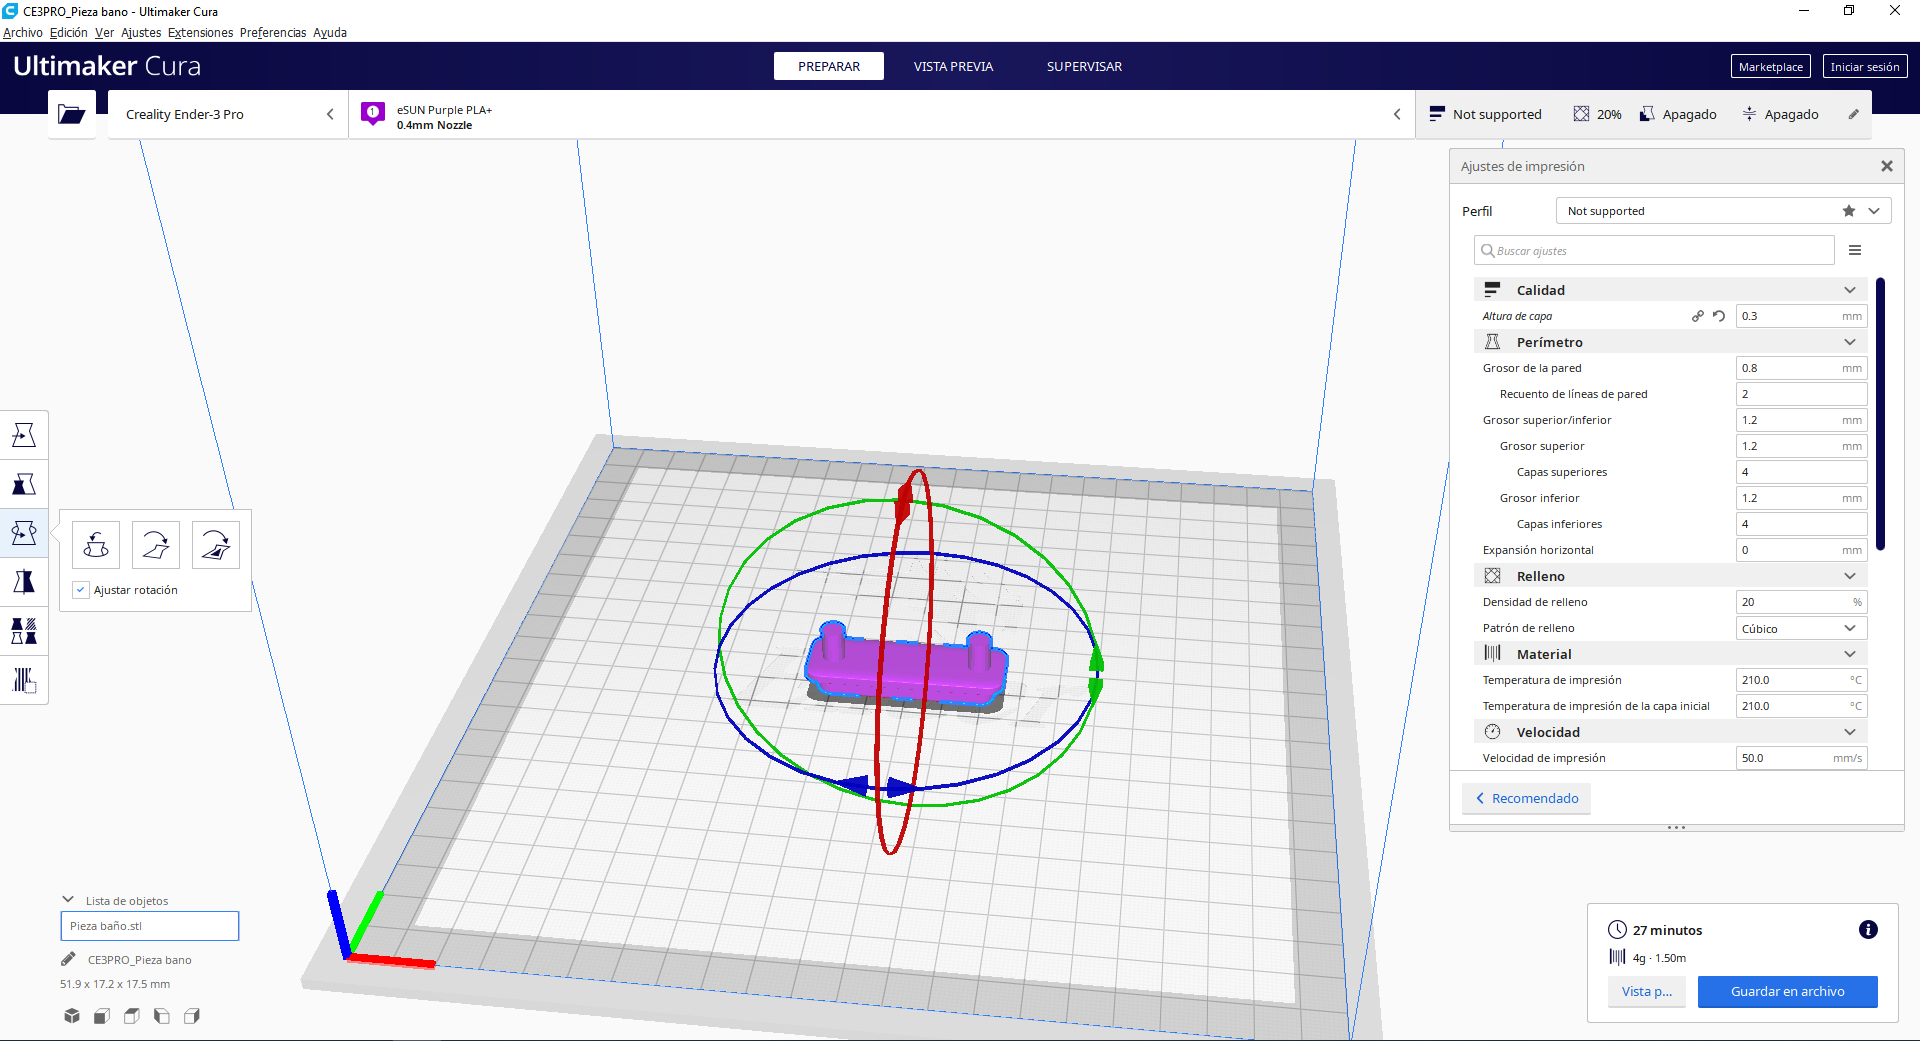 CE3PRO_Pieza bano - Ultimaker Cura
Archivo Edición Ver Ajustes Extensiones Preferencias Ayuda
Ultimaker Cura
PREPARAR
VISTA PREVIA
SUPERVISAR
Marketplace
Iniciar sesión
Creality Ender-3 Pro
1
eSUN Purple PLA+
0.4mm Nozzle
Not supported
20%
Apagado
Apagado
Ajustes de impresión
Perfil
Not supported
Buscar ajustes
Calidad
Altura de capa 0.3 mm
Perímetro
Grosor de la pared 0.8 mm
Recuento de líneas de pared 2
Grosor superior/inferior 1.2 mm
Grosor superior 1.2 mm
Capas superiores 4
Grosor inferior 1.2 mm
Capas inferiores 4
Expansión horizontal 0 mm
Relleno
Densidad de relleno 20 %
Patrón de relleno Cúbico
Material
Temperatura de impresión 210.0 °C
Temperatura de impresión de la capa inicial 210.0 °C
Velocidad
Velocidad de impresión 50.0 mm/s
Recomendado
Ajustar rotación
Lista de objetos
Pieza baño.stl
CE3PRO_Pieza bano
51.9 x 17.2 x 17.5 mm
27 minutos
4g · 1.50m
Vista p...
Guardar en archivo